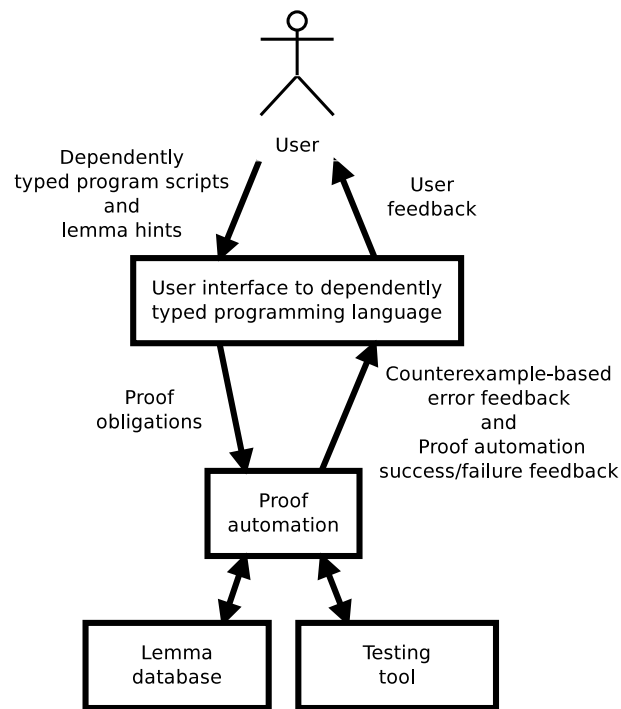 User
Dependently
typed program scripts
and
lemma hints
User
feedback
User interface to dependently
typed programming language
Proof
obligations
Counterexample-based
error feedback
and
Proof automation
success/failure feedback
Proof
automation
Lemma
database
Testing
tool